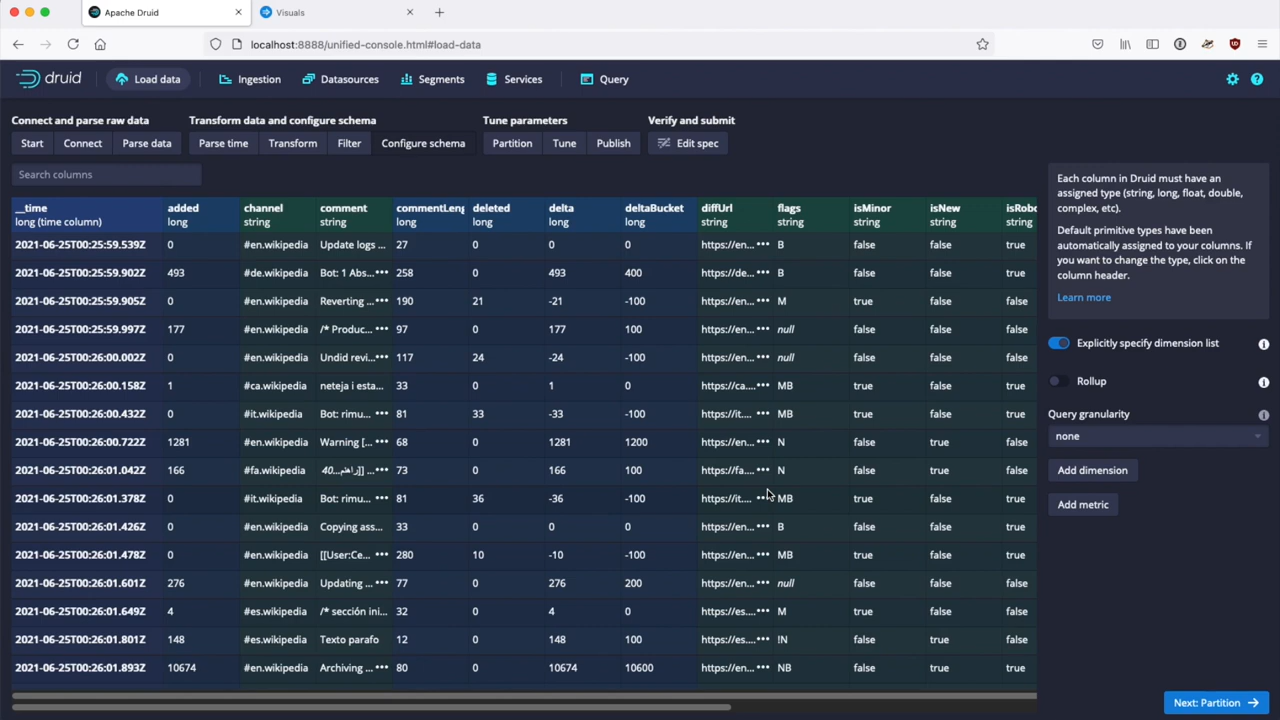 Apache Druid
Visuals
localhost:8888/unified-console.html#load-data
druid Load data Ingestion Datasources Segments Services Query
Connect and parse raw data Transform data and configure schema Tune parameters Verify and submit
Start Connect Parse data Parse time Transform Filter Configure schema Partition Tune Publish Edit spec
Search columns
__time added channel comment commentLeng deleted delta deltaBucket diffUrl flags isMinor isNew isRobo
long (time column) long string string long long long long string string string string string
2021-06-25T00:25:59.539Z 0 #en.wikipedia Update logs ... 27 0 0 0 https://en... ••• B false false true
2021-06-25T00:25:59.902Z 493 #de.wikipedia Bot: 1 Abs... ••• 258 0 493 400 https://de... ••• B false false true
2021-06-25T00:25:59.905Z 0 #en.wikipedia Reverting ... ••• 190 21 -21 -100 https://en... ••• M true false false
2021-06-25T00:25:59.997Z 177 #en.wikipedia /* Produc... ••• 97 0 177 100 https://en... ••• null false false false
2021-06-25T00:26:00.002Z 0 #en.wikipedia Undid revi... ••• 117 24 -24 -100 https://en... ••• null false false false
2021-06-25T00:26:00.158Z 1 #ca.wikipedia neteja i esta... 33 0 1 0 https://ca.... ••• MB true false true
2021-06-25T00:26:00.432Z 0 #it.wikipedia Bot: rimu... ••• 81 33 -33 -100 https://it.... ••• MB true false true
2021-06-25T00:26:00.722Z 1281 #en.wikipedia Warning [... ••• 68 0 1281 1200 https://en... ••• N false true false
2021-06-25T00:26:01.042Z 166 #fa.wikipedia ••• 73 0 166 100 https://fa.... ••• N false true false
2021-06-25T00:26:01.378Z 0 #it.wikipedia Bot: rimu... ••• 81 36 -36 -100 https://it.... ••• MB true false true
2021-06-25T00:26:01.426Z 0 #en.wikipedia Copying ass... 33 0 0 0 https://en... ••• B false false true
2021-06-25T00:26:01.478Z 0 #en.wikipedia [[User:Ce... ••• 280 10 -10 -100 https://en... ••• MB true false true
2021-06-25T00:26:01.601Z 276 #en.wikipedia Updating ... ••• 77 0 276 200 https://en... ••• null false false false
2021-06-25T00:26:01.649Z 4 #es.wikipedia /* sección ini... 32 0 4 0 https://es.... ••• M true false false
2021-06-25T00:26:01.801Z 148 #es.wikipedia Texto parafo 12 0 148 100 https://es.... ••• !N false true false
2021-06-25T00:26:01.893Z 10674 #en.wikipedia Archiving ... ••• 80 0 10674 10600 https://en... ••• NB false true true
Each column in Druid must have an
assigned type (string, long, float, double,
complex, etc).
Default primitive types have been
automatically assigned to your columns. If
you want to change the type, click on the
column header.
Learn more
Explicitly specify dimension list
Rollup
Query granularity
none
Add dimension
Add metric
Next: Partition